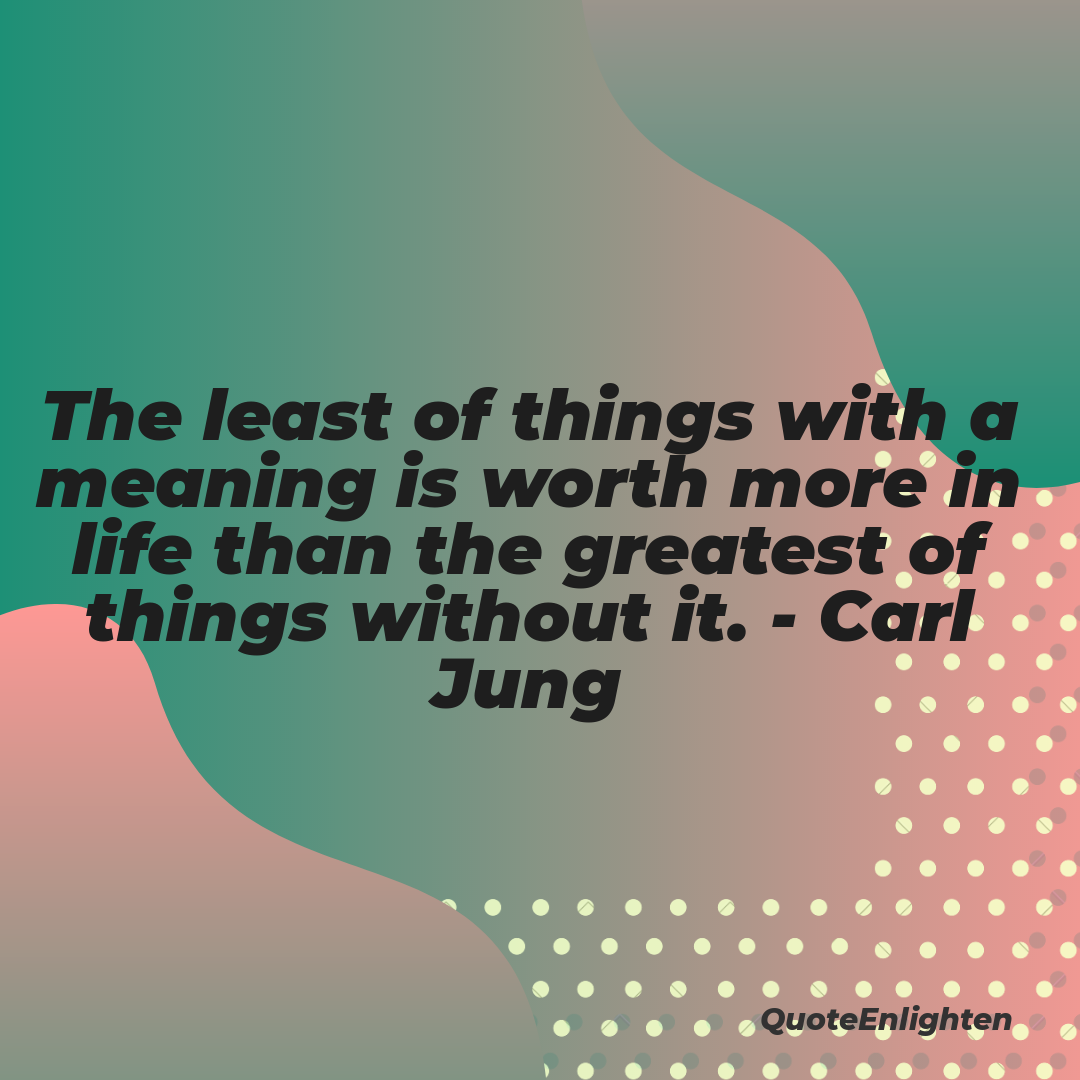 The least of things with a
meaning is worth more in
life than the greatest of
things without it. - Carl
Jung
QuoteEnlighten